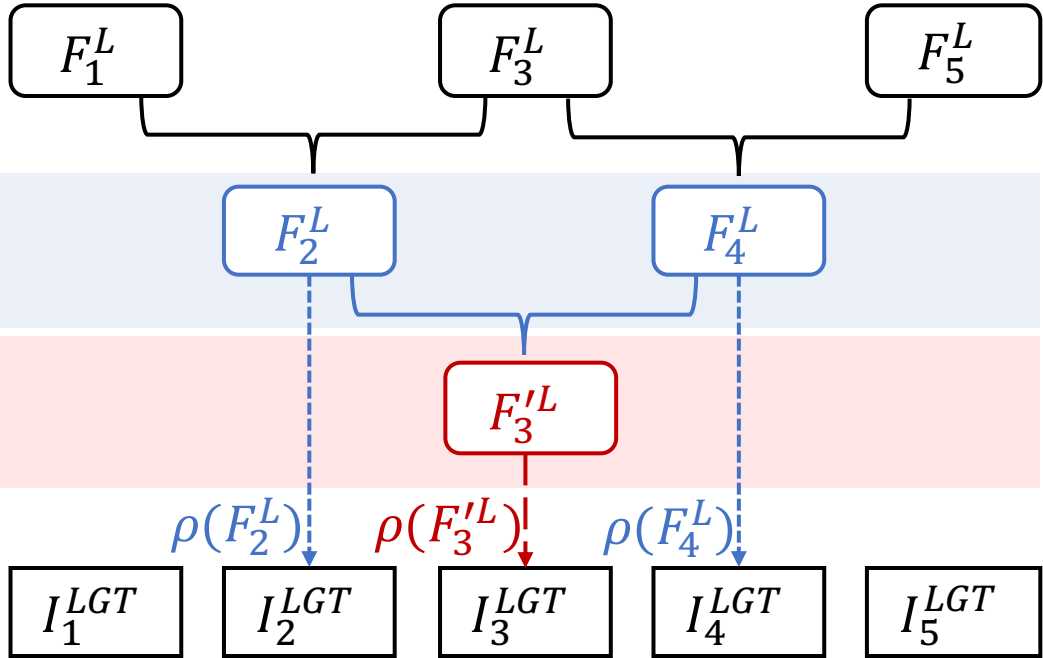 F_1^L F_3^L F_5^L
F_2^L F_4^L
F_3'^L
ρ(F_2^L) ρ(F_3'^L) ρ(F_4^L)
I_1^{LGT} I_2^{LGT} I_3^{LGT} I_4^{LGT} I_5^{LGT}